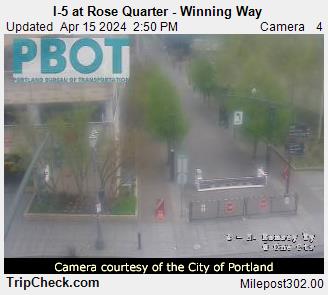 I-5 at Rose Quarter - Winning Way
Updated Apr 15 2024 2:50 PM Camera 4
PBOT
PORTLAND BUREAU OF TRANSPORTATION
Camera courtesy of the City of Portland
TripCheck.com Milepost302.00